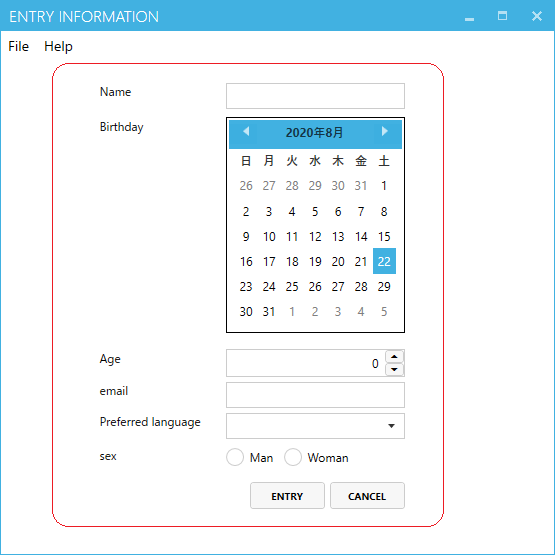 ENTRY INFORMATION
File Help
Name
Birthday
2020年8月
日 月 火 水 木 金 土
26 27 28 29 30 31 1
2 3 4 5 6 7 8
9 10 11 12 13 14 15
16 17 18 19 20 21 22
23 24 25 26 27 28 29
30 31 1 2 3 4 5
Age 0
email
Preferred language
sex Man Woman
ENTRY CANCEL